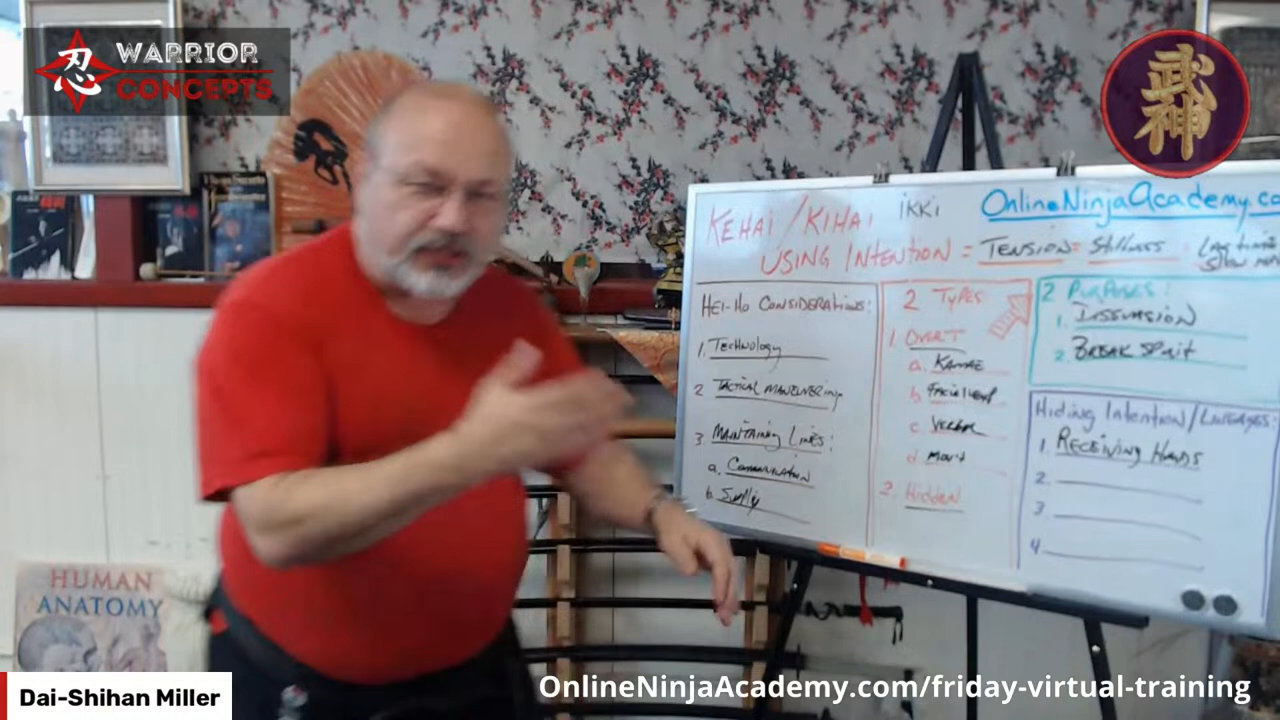 忍
WARRIOR
CONCEPTS
武神
KEHAI / KIHAI IKKI OnlineNinjaAcademy.co
USING INTENTION = TENSION = Stillness
HEI-HO CONSIDERATIONS:
1. Technology
2 TACTICAL MANEUVERING
3. MAINTAINING LINES:
a. Communication
b. Supply
2 TYPES
1. OVERT
a. KAMAE
b. Facial
c. Verbal
d. Mov't
2. Hidden
2 PURPOSES:
1. DISSUASION
2. BREAK Spirit
Hiding Intention/
1 Receiving Hands
2.
3
4
HUMAN
ANATOMY
Dai-Shihan Miller
OnlineNinjaAcademy.com/friday-virtual-training